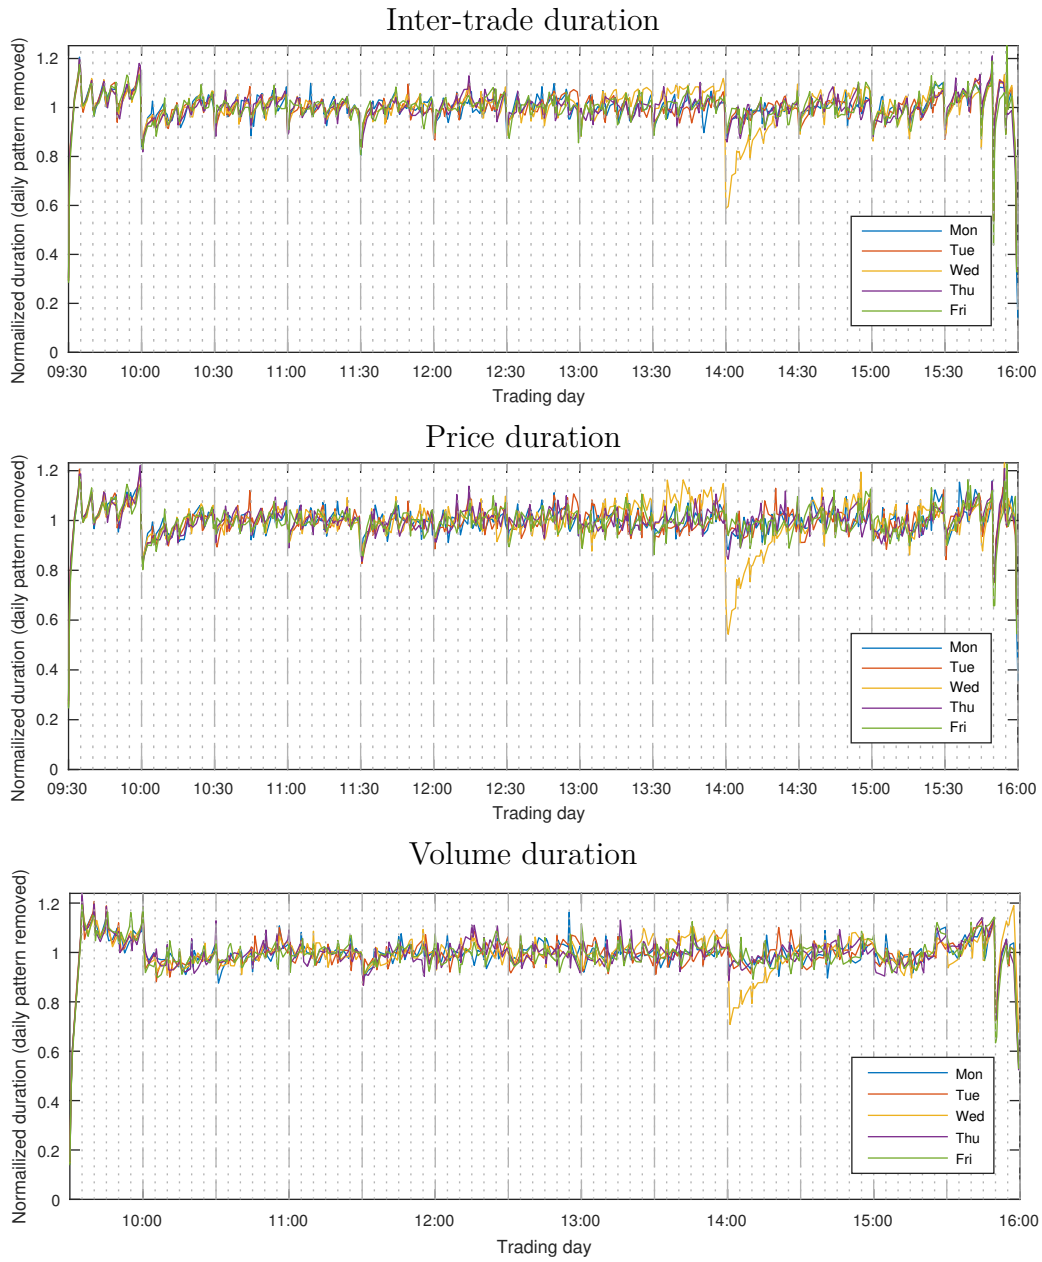 Inter-trade duration
Normailized duration (daily pattern removed)
1.2
1
0.8
0.6
0.4
0.2
0
Mon
Tue
Wed
Thu
Fri
09:30 10:00 10:30 11:00 11:30 12:00 12:30 13:00 13:30 14:00 14:30 15:00 15:30 16:00
Trading day
Price duration
Normailized duration (daily pattern removed)
1.2
1
0.8
0.6
0.4
0.2
0
Mon
Tue
Wed
Thu
Fri
09:30 10:00 10:30 11:00 11:30 12:00 12:30 13:00 13:30 14:00 14:30 15:00 15:30 16:00
Trading day
Volume duration
Normailized duration (daily pattern removed)
1.2
1
0.8
0.6
0.4
0.2
0
Mon
Tue
Wed
Thu
Fri
10:00 11:00 12:00 13:00 14:00 15:00 16:00
Trading day